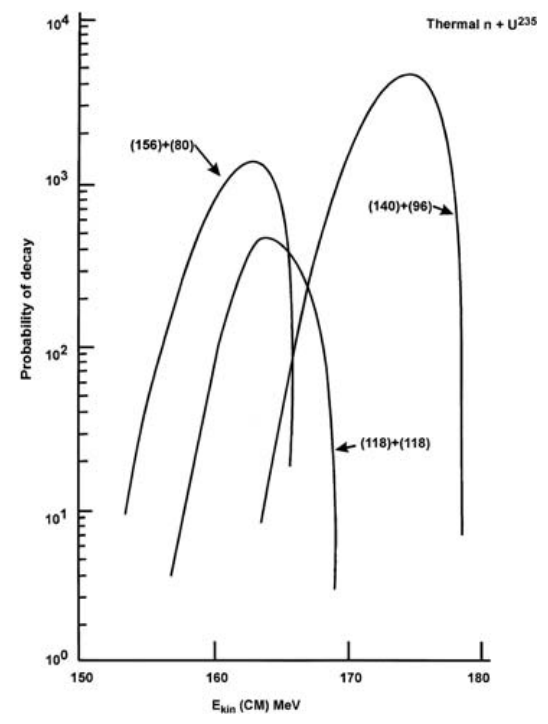 Thermal n + U²³⁵
10⁴
(156)+(80)
10³
(140)+(96)
Probability of decay
10²
(118)+(118)
10¹
10⁰
150 160 170 180
Eₖᵢₙ (CM) MeV